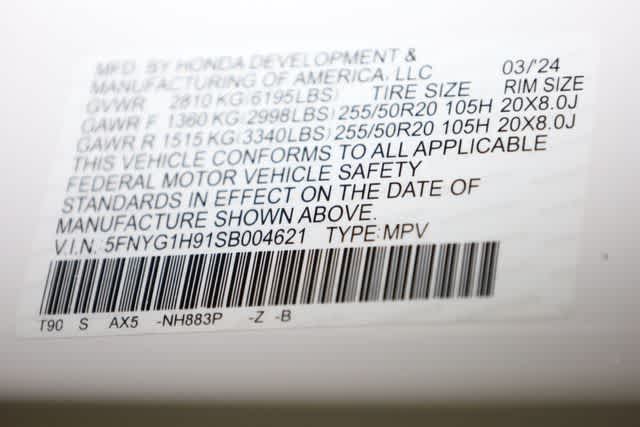 MFD. BY HONDA DEVELOPMENT &
MANUFACTURING OF AMERICA, LLC 03/'24
GVWR 2810 KG(6195LBS) TIRE SIZE RIM SIZE
GAWR F 1360 KG(2998LBS) 255/50R20 105H 20X8.0J
GAWR R 1515 KG(3340LBS) 255/50R20 105H 20X8.0J
THIS VEHICLE CONFORMS TO ALL APPLICABLE
FEDERAL MOTOR VEHICLE SAFETY
STANDARDS IN EFFECT ON THE DATE OF
MANUFACTURE SHOWN ABOVE.
V.I.N. 5FNYG1H91SB004621 TYPE:MPV
T90 S AX5 -NH883P -Z -B